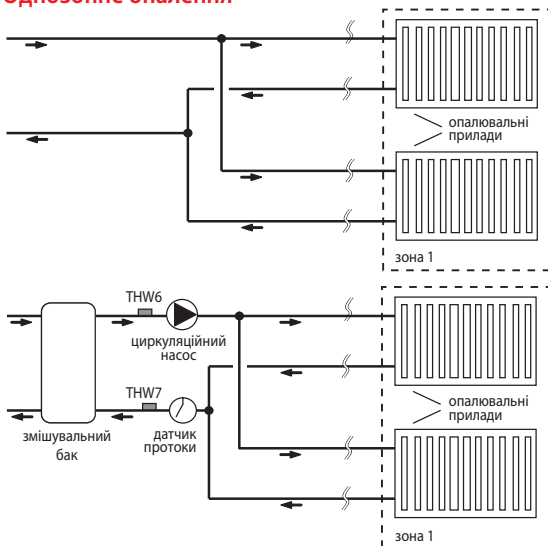 Однозонне опалення
опалювальні
прилади
зона 1
THW6
циркуляційний
насос
THW7
змішувальний
бак
датчик
протоки
опалювальні
прилади
зона 1